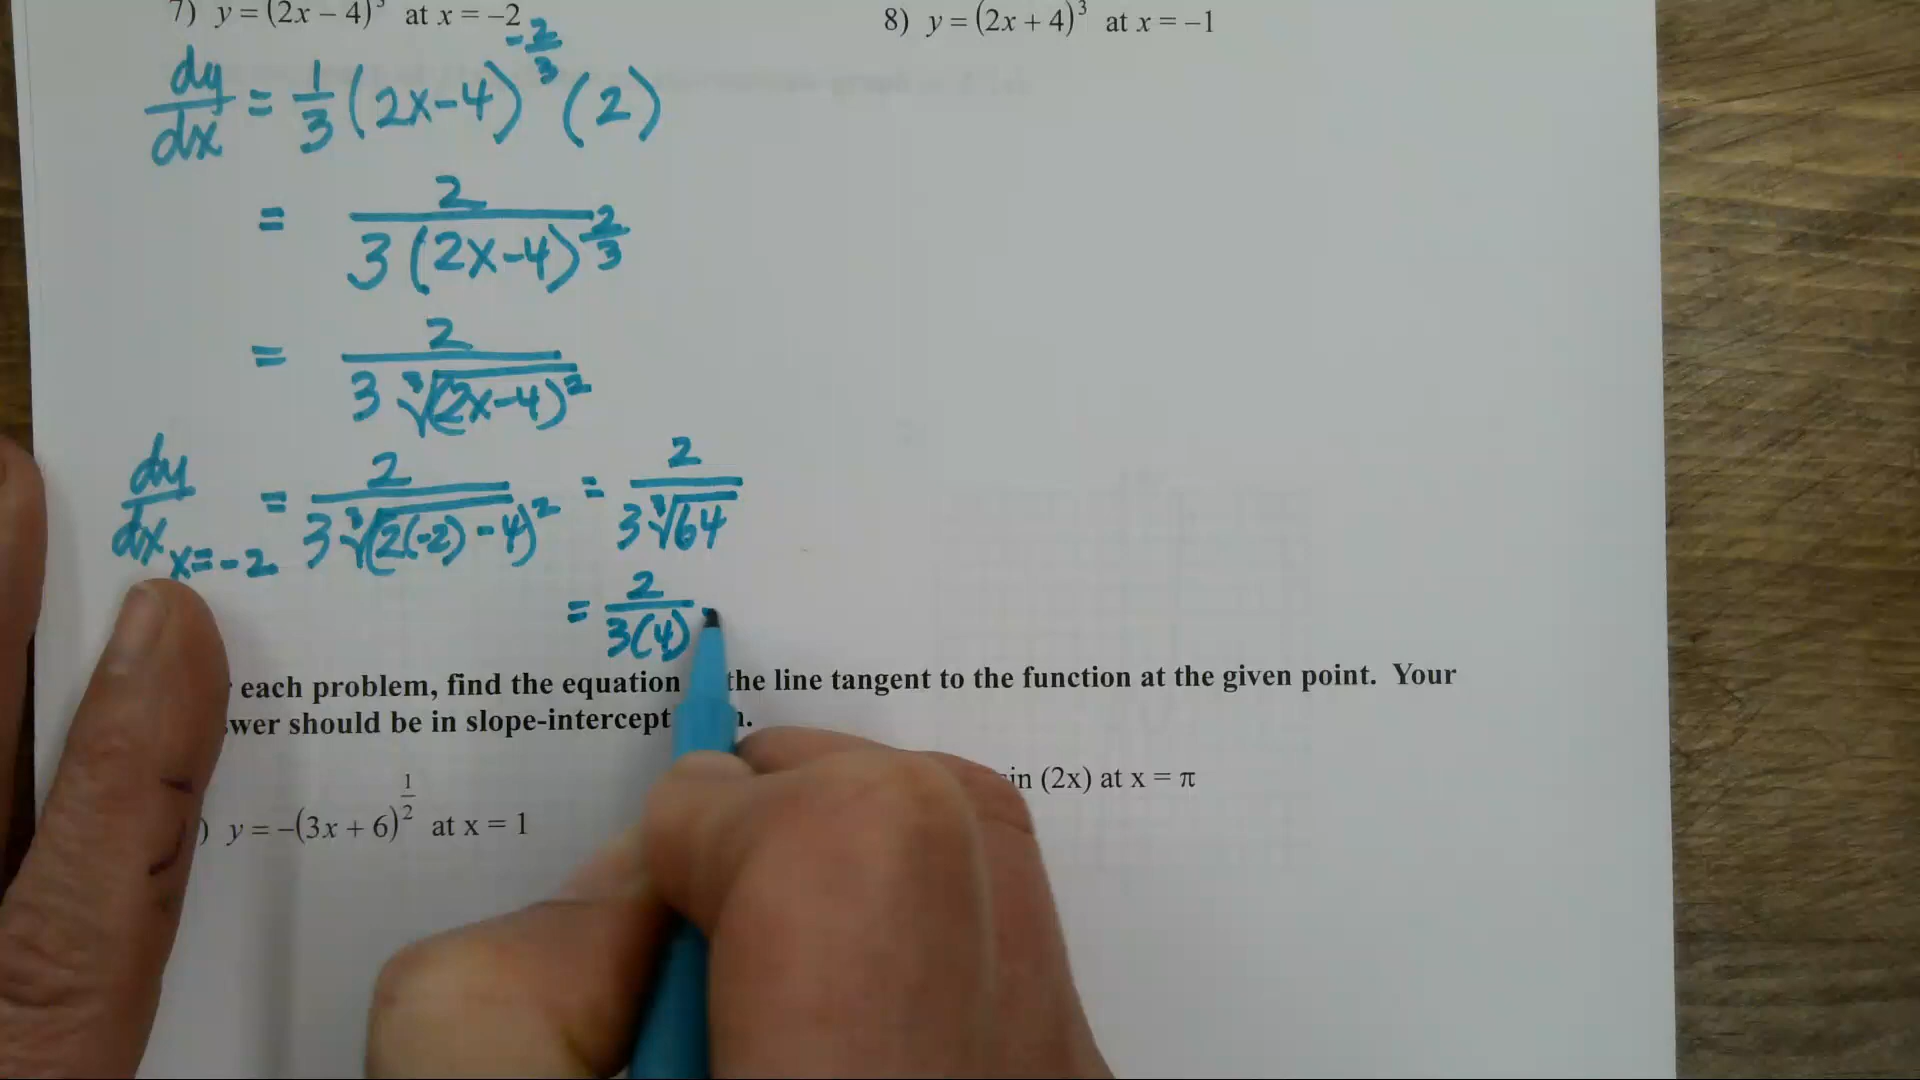 7) y = (2x – 4) at x = –2
8) y = (2x + 4)³ at x = –1
dy/dx = 1/3 (2x-4)^(-2/3) (2)
= 2 / 3(2x-4)^(2/3)
= 2 / 3 ∛(2x-4)²
dy/dx x=-2 = 2 / 3 ∛(2(-2)-4)² = 2 / 3∛64
= 2 / 3(4) -
each problem, find the equation the line tangent to the function at the given point. Your
wer should be in slope-intercept
) y = –(3x + 6)^(1/2) at x = 1
in (2x) at x = π